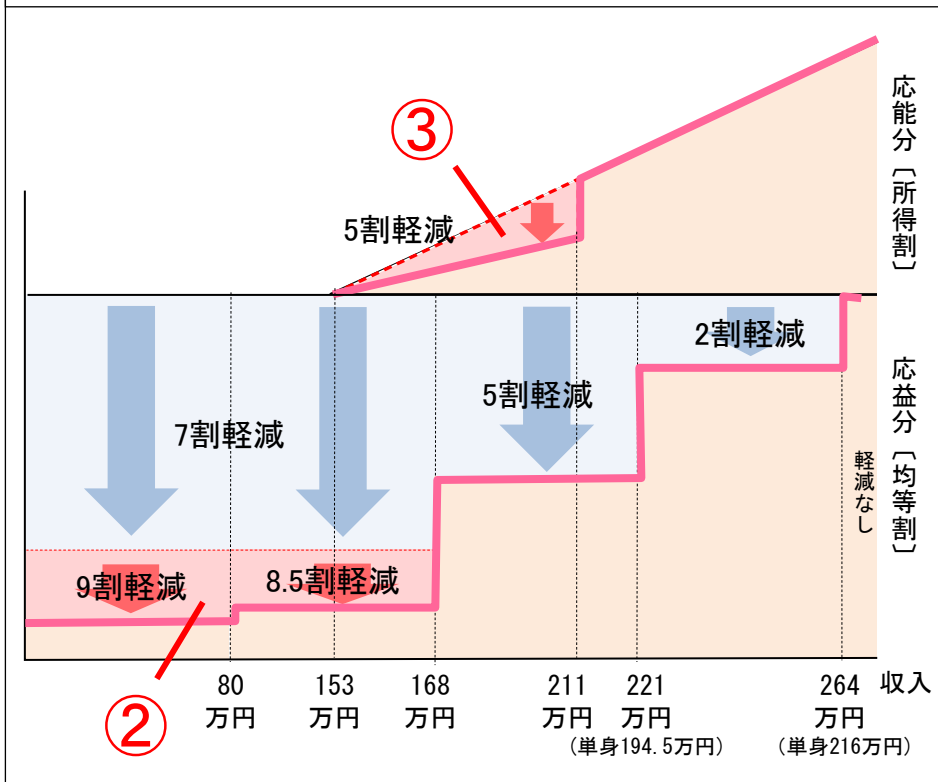 ③
応能分〔所得割〕
5割軽減
2割軽減
5割軽減
7割軽減
応益分〔均等割〕
軽減なし
9割軽減
8.5割軽減
②
80
万円
153
万円
168
万円
211
万円
221
万円
(単身194.5万円)
264
万円
(単身216万円)
収入